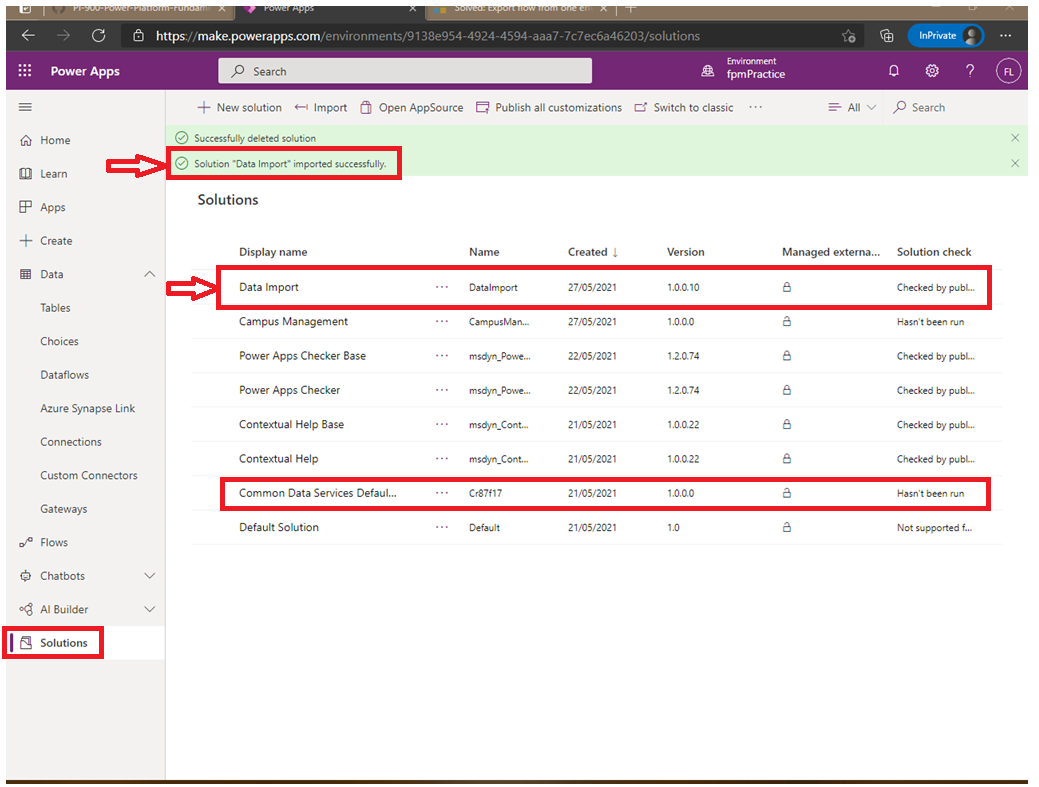 PI-900-Power-Platform-Fundam
Power Apps
Solved: Export flow from one en
https://make.powerapps.com/environments/9138e954-4924-4594-aaa7-7c7ec6a46203/solutions
InPrivate
Power Apps
Search
Environment
fpmPractice
?
FL
New solution
Import
Open AppSource
Publish all customizations
Switch to classic
All
Search
Successfully deleted solution
Solution "Data Import" imported successfully.
Home
Learn
Apps
Create
Data
Tables
Choices
Dataflows
Azure Synapse Link
Connections
Custom Connectors
Gateways
Flows
Chatbots
AI Builder
Solutions
Solutions
Display name Name Created ↓ Version Managed externa... Solution check
Data Import ... DataImport 27/05/2021 1.0.0.10 Checked by publ...
Campus Management ... CampusMan... 27/05/2021 1.0.0.0 Hasn't been run
Power Apps Checker Base ... msdyn_Powe... 22/05/2021 1.2.0.74 Checked by publ...
Power Apps Checker ... msdyn_Powe... 22/05/2021 1.2.0.74 Checked by publ...
Contextual Help Base ... msdyn_Cont... 21/05/2021 1.0.0.22 Checked by publ...
Contextual Help ... msdyn_Cont... 21/05/2021 1.0.0.22 Checked by publ...
Common Data Services Defaul... ... Cr87f17 21/05/2021 1.0.0.0 Hasn't been run
Default Solution ... Default 21/05/2021 1.0 Not supported f...